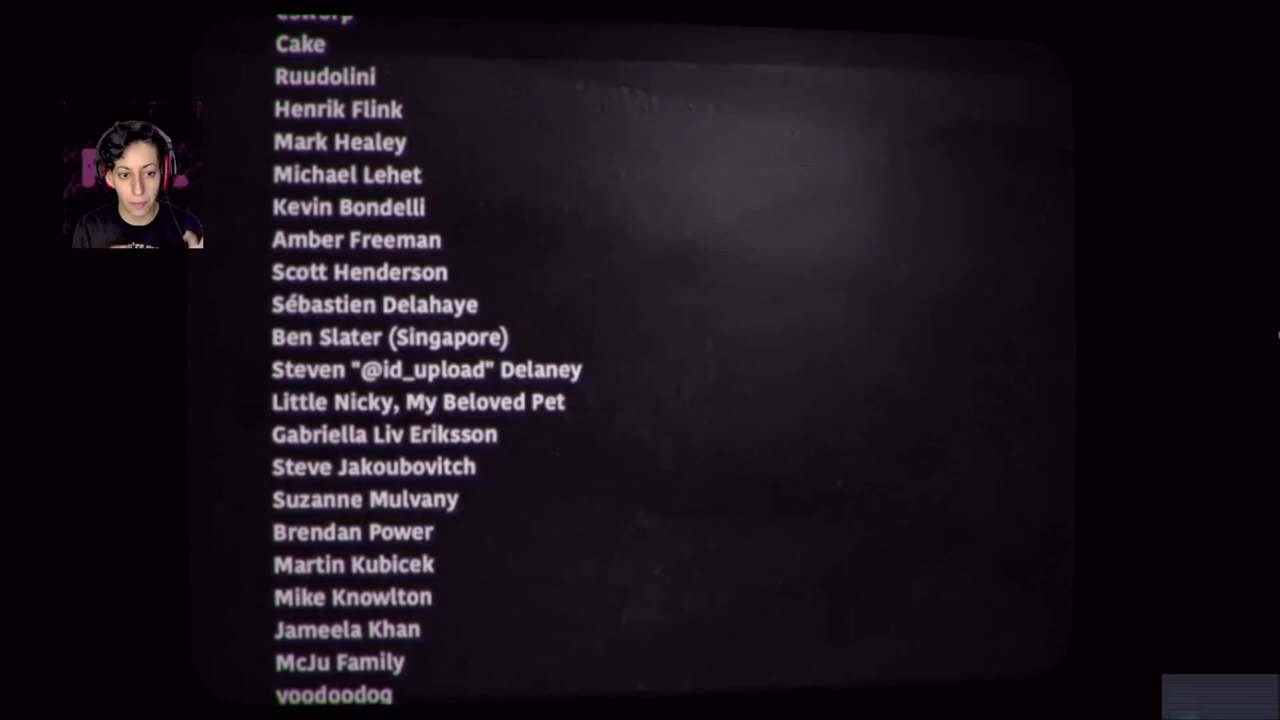 Cake
Ruudolini
Henrik Flink
Mark Healey
Michael Lehet
Kevin Bondelli
Amber Freeman
Scott Henderson
Sébastien Delahaye
Ben Slater (Singapore)
Steven "@id_upload" Delaney
Little Nicky, My Beloved Pet
Gabriella Liv Eriksson
Steve Jakoubovitch
Suzanne Mulvany
Brendan Power
Martin Kubicek
Mike Knowlton
Jameela Khan
McJu Family
voodoodog